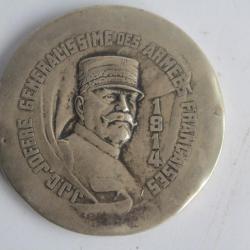 J.J.C. JOFFRE GENERALISSIME DES ARMEES FRANCAISES
1914